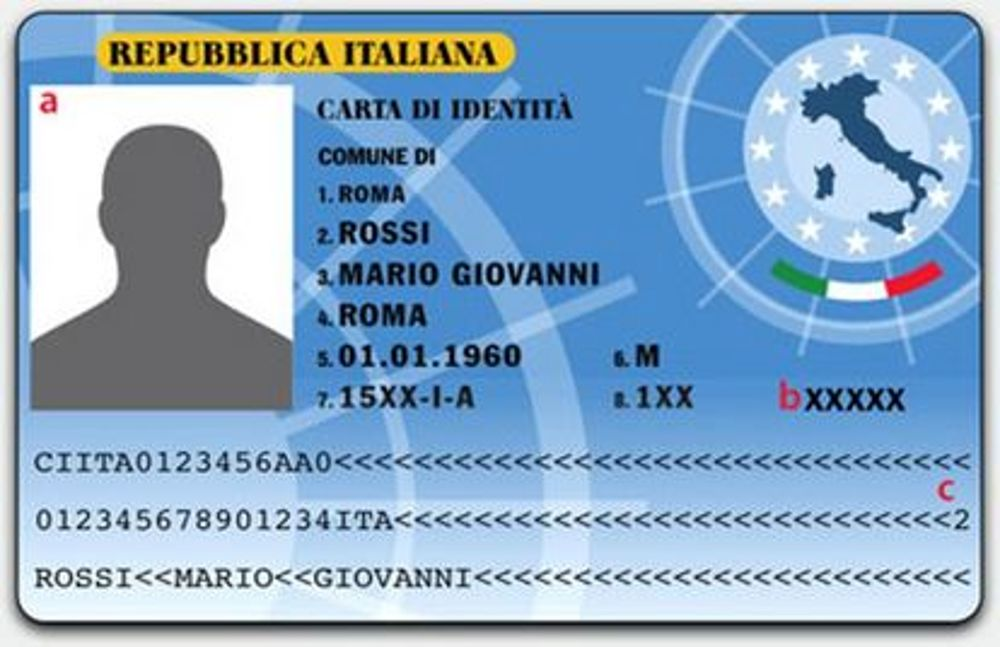 REPUBBLICA ITALIANA
a
CARTA DI IDENTITÀ
COMUNE DI
1. ROMA
2. ROSSI
3. MARIO GIOVANNI
4. ROMA
5. 01.01.1960 6. M
7. 15XX-I-A 8. 1XX bXXXXX
CIITA0123456AA0<<<<<<<<<<<<<<<<<<<<<<<<<<<<<<<<
c
012345678901234ITA<<<<<<<<<<<<<<<<<<<<<<<<<<<<2
ROSSI<<MARIO<<GIOVANNI<<<<<<<<<<<<<<<<<<<<<<<<<